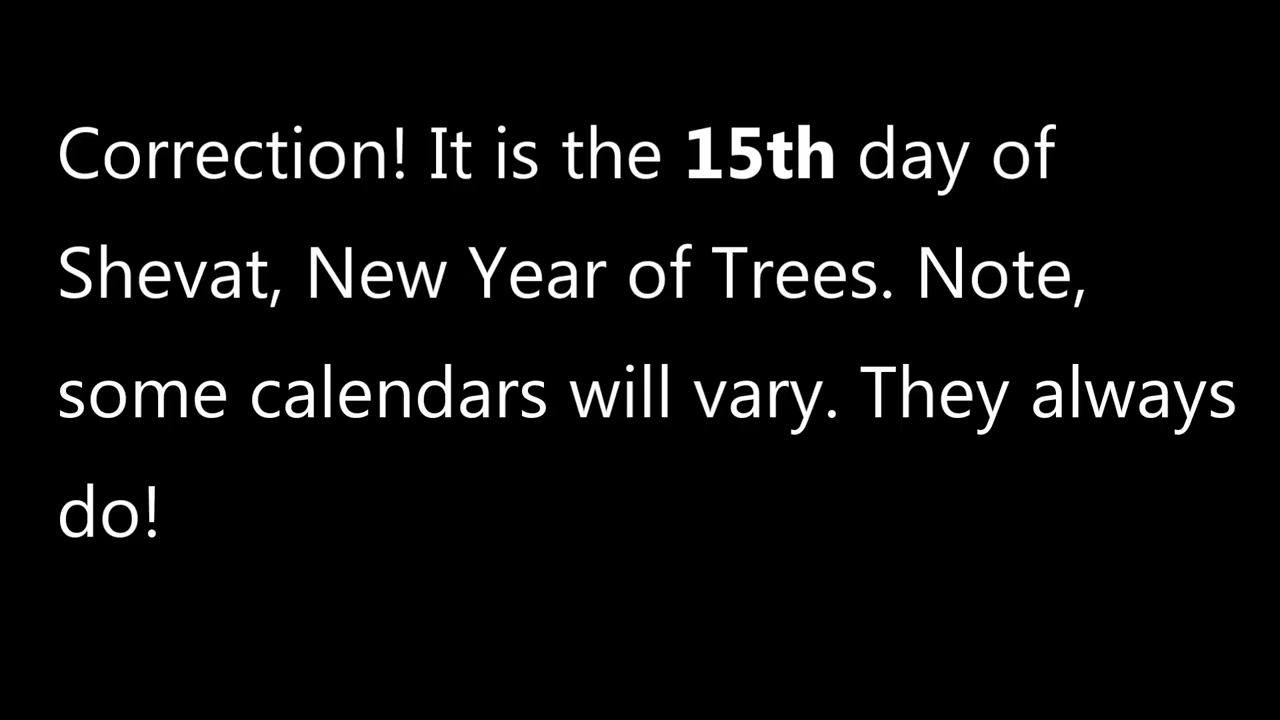 Correction! It is the 15th day of
Shevat, New Year of Trees. Note,
some calendars will vary. They always
do!